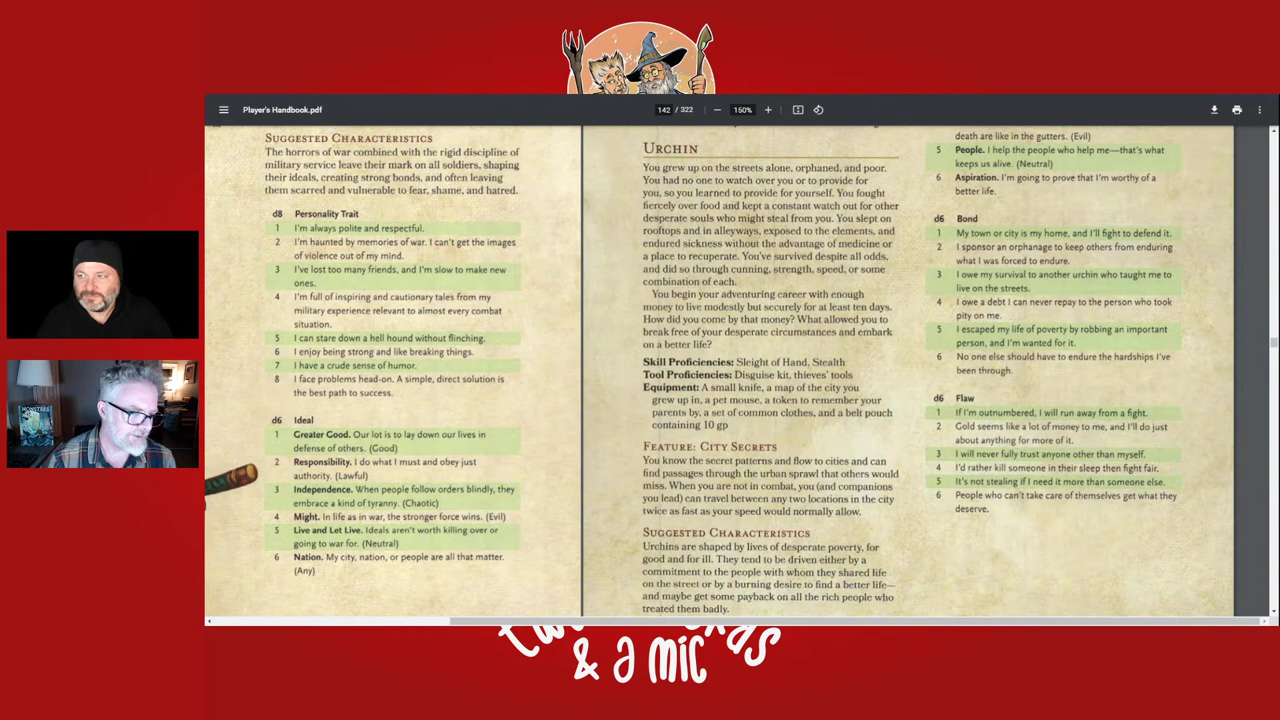 Player's Handbook.pdf
142 / 322
150%
SUGGESTED CHARACTERISTICS
The horrors of war combined with the rigid discipline of
military service leave their mark on all soldiers, shaping
their ideals, creating strong bonds, and often leaving
them scarred and vulnerable to fear, shame, and hatred.
d8 Personality Trait
1 I'm always polite and respectful.
2 I'm haunted by memories of war. I can't get the images
of violence out of my mind.
3 I've lost too many friends, and I'm slow to make new
ones.
4 I'm full of inspiring and cautionary tales from my
military experience relevant to almost every combat
situation.
5 I can stare down a hell hound without flinching.
6 I enjoy being strong and like breaking things.
7 I have a crude sense of humor.
8 I face problems head-on. A simple, direct solution is
the best path to success.
d6 Ideal
1 Greater Good. Our lot is to lay down our lives in
defense of others. (Good)
2 Responsibility. I do what I must and obey just
authority. (Lawful)
3 Independence. When people follow orders blindly, they
embrace a kind of tyranny. (Chaotic)
4 Might. In life as in war, the stronger force wins. (Evil)
5 Live and Let Live. Ideals aren't worth killing over or
going to war for. (Neutral)
6 Nation. My city, nation, or people are all that matter.
(Any)
URCHIN
You grew up on the streets alone, orphaned, and poor.
You had no one to watch over you or to provide for
you, so you learned to provide for yourself. You fought
fiercely over food and kept a constant watch out for other
desperate souls who might steal from you. You slept on
rooftops and in alleyways, exposed to the elements, and
endured sickness without the advantage of medicine or
a place to recuperate. You've survived despite all odds,
and did so through cunning, strength, speed, or some
combination of each.
You begin your adventuring career with enough
money to live modestly but securely for at least ten days.
How did you come by that money? What allowed you to
break free of your desperate circumstances and embark
on a better life?
Skill Proficiencies: Sleight of Hand, Stealth
Tool Proficiencies: Disguise kit, thieves' tools
Equipment: A small knife, a map of the city you
grew up in, a pet mouse, a token to remember your
parents by, a set of common clothes, and a belt pouch
containing 10 gp
FEATURE: CITY SECRETS
You know the secret patterns and flow to cities and can
find passages through the urban sprawl that others would
miss. When you are not in combat, you (and companions
you lead) can travel between any two locations in the city
twice as fast as your speed would normally allow.
SUGGESTED CHARACTERISTICS
Urchins are shaped by lives of desperate poverty, for
good and for ill. They tend to be driven either by a
commitment to the people with whom they shared life
on the street or by a burning desire to find a better life—
and maybe get some payback on all the rich people who
treated them badly.
death are like in the gutters. (Evil)
5 People. I help the people who help me—that's what
keeps us alive. (Neutral)
6 Aspiration. I'm going to prove that I'm worthy of a
better life.
d6 Bond
1 My town or city is my home, and I'll fight to defend it.
2 I sponsor an orphanage to keep others from enduring
what I was forced to endure.
3 I owe my survival to another urchin who taught me to
live on the streets.
4 I owe a debt I can never repay to the person who took
pity on me.
5 I escaped my life of poverty by robbing an important
person, and I'm wanted for it.
6 No one else should have to endure the hardships I've
been through.
d6 Flaw
1 If I'm outnumbered, I will run away from a fight.
2 Gold seems like a lot of money to me, and I'll do just
about anything for more of it.
3 I will never fully trust anyone other than myself.
4 I'd rather kill someone in their sleep then fight fair.
5 It's not stealing if I need it more than someone else.
6 People who can't take care of themselves get what they
deserve.
MONSTERS
& a mic